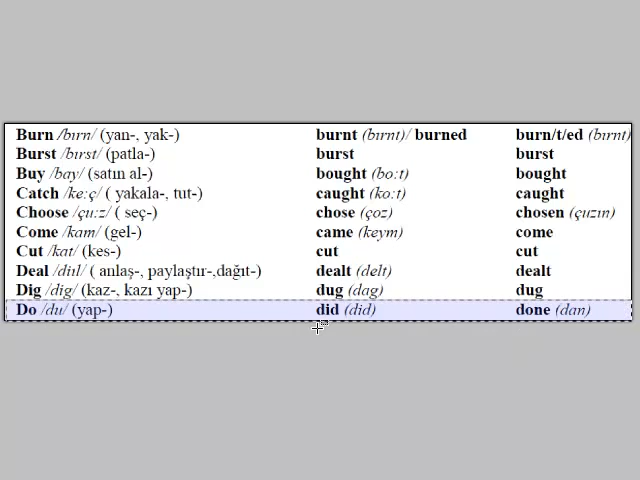 Burn /bırn/ (yan-, yak-) burnt (bırnt)/ burned burn/t/ed (bırnt)
Burst /bırst/ (patla-) burst burst
Buy /bay/ (satın al-) bought (bo:t) bought
Catch /ke:ç/ ( yakala-, tut-) caught (ko:t) caught
Choose /çu:z/ ( seç-) chose (çoz) chosen (çuzın)
Come /kam/ (gel-) came (keym) come
Cut /kat/ (kes-) cut cut
Deal /diıl/ ( anlaş-, paylaştır-,dağıt-) dealt (delt) dealt
Dig /dig/ (kaz-, kazı yap-) dug (dag) dug
Do /du/ (yap-) did (did) done (dan)